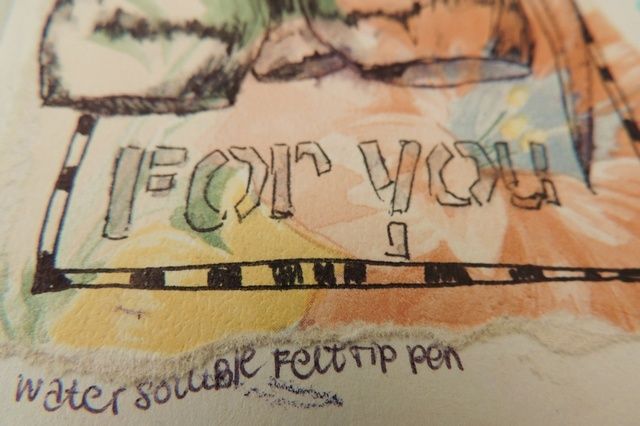 For you
water soluble Felt Tip pen